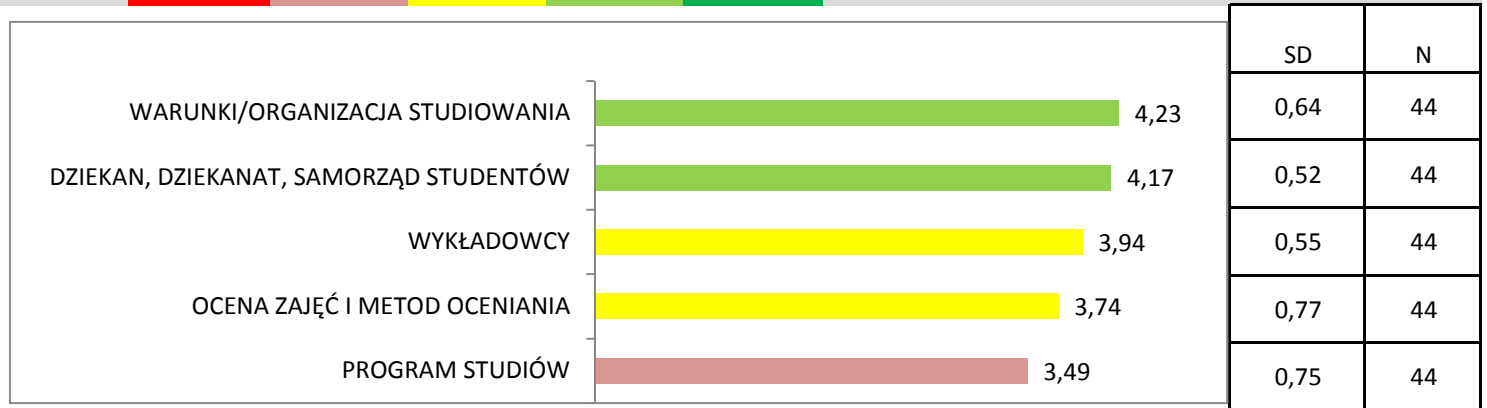 SD N
WARUNKI/ORGANIZACJA STUDIOWANIA 4,23 0,64 44
DZIEKAN, DZIEKANAT, SAMORZĄD STUDENTÓW 4,17 0,52 44
WYKŁADOWCY 3,94 0,55 44
OCENA ZAJĘĆ I METOD OCENIANIA 3,74 0,77 44
PROGRAM STUDIÓW 3,49 0,75 44